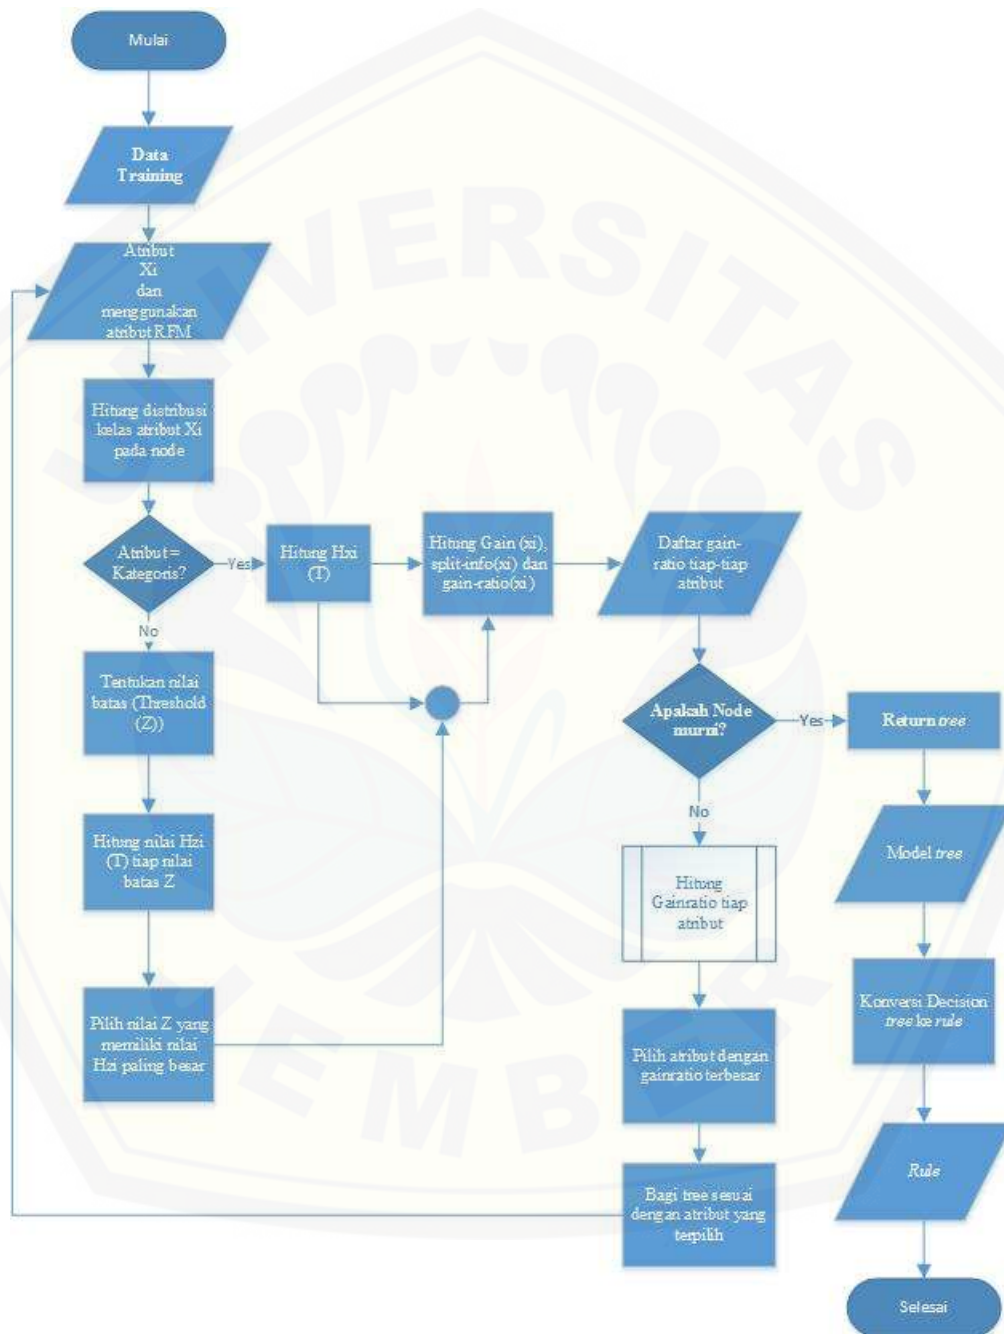 Mulai
Data
Training
Atribut
Xi
dan
menggunakan
atribut RFM
Hitung distribusi
kelas atribut Xi
pada node
Atribut =
Kategoris?
Yes
No
Hitung Hxi
(T)
Hitung Gain (xi),
split-info(xi) dan
gain-ratio(xi)
Daftar gain-
ratio tiap-tiap
atribut
Tentukan nilai
batas (Threshold
(Z))
Hitung nilai Hzi
(T) tiap nilai
batas Z
Pilih nilai Z yang
memiliki nilai
Hzi paling besar
Apakah Node
murni?
Yes
No
Return tree
Model tree
Konversi Decision
tree ke rule
Rule
Selesai
Hitung
Gainratio tiap
atribut
Pilih atribut dengan
gainratio terbesar
Bagi tree sesuai
dengan atribut yang
terpilih
UNIVERSITAS
JEMBER